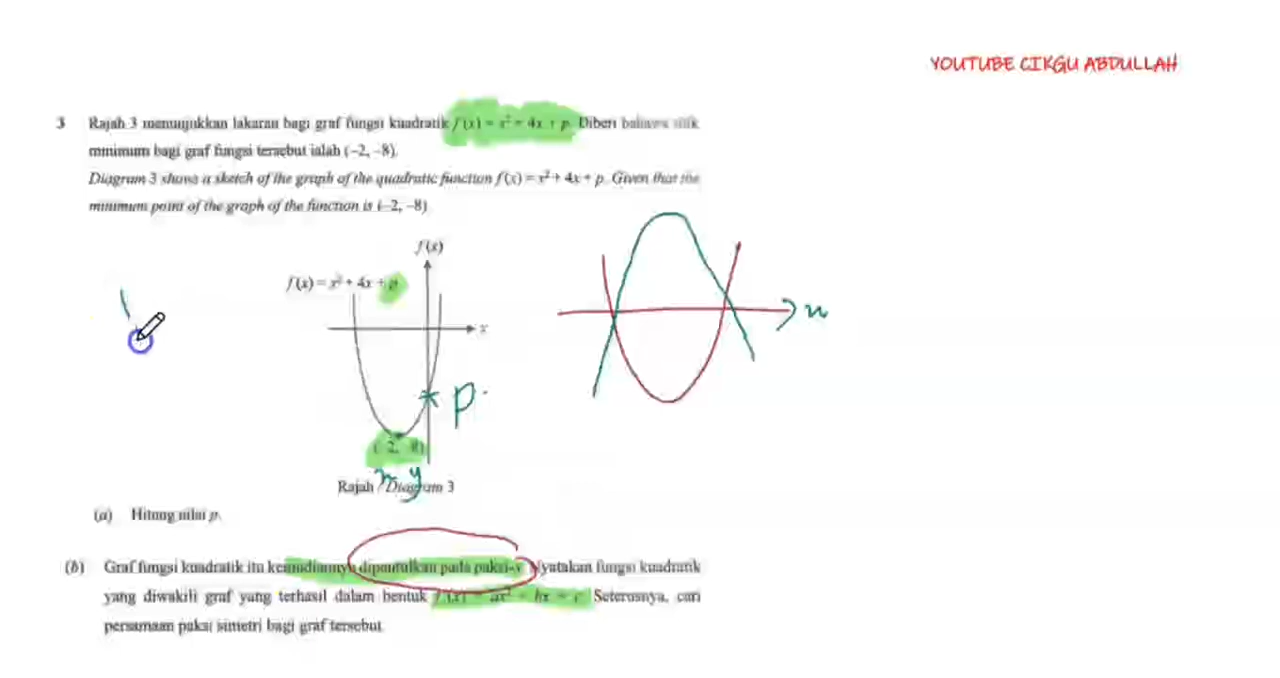 YOUTUBE CIKGU ABDULLAH
3 Rajah 3 menunjukkan lakaran bagi graf fungsi kuadratik f(x) = x² + 4x + p. Diberi bahawa titik
minimum bagi graf fungsi tersebut ialah (−2, −8).
Diagram 3 shows a sketch of the graph of the quadratic function f(x) = x² + 4x + p. Given that the
minimum point of the graph of the function is (−2, −8)
f(x)
f(x) = x² + 4x + p
x
x
p.
(−2, −8)
x y
Rajah / Diagram 3
(a) Hitung nilai p.
(b) Graf fungsi kuadratik itu kemudiannya dipantulkan pada paksi-x Nyatakan fungsi kuadratik
yang diwakili graf yang terhasil dalam bentuk f(x) = ax² + bx + c Seterusnya, cari
persamaan paksi simetri bagi graf tersebut.